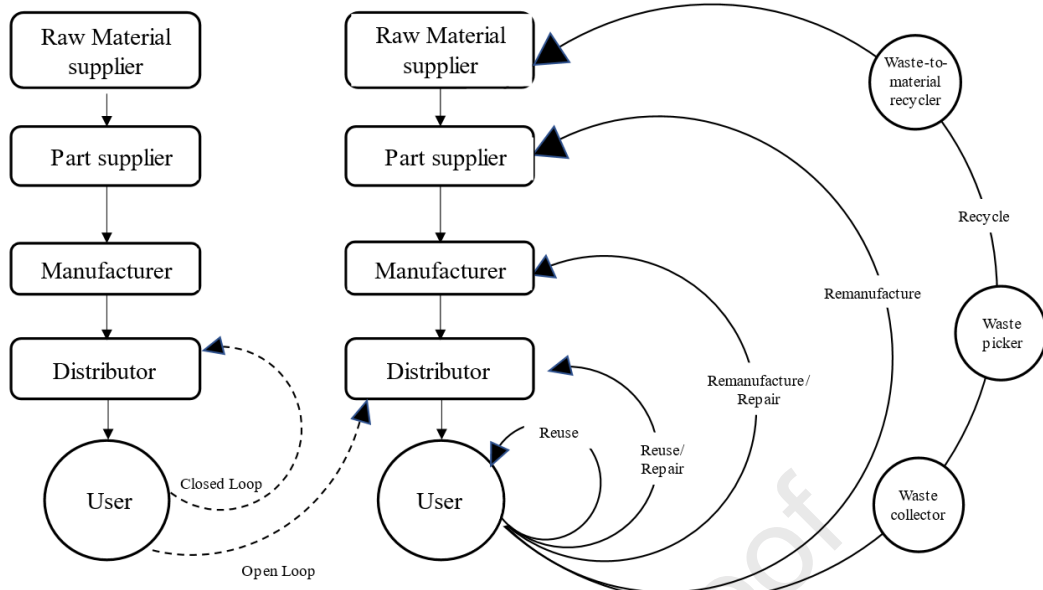 Raw Material
supplier
Part supplier
Manufacturer
Distributor
User
Closed Loop
Open Loop
Raw Material
supplier
Part supplier
Manufacturer
Distributor
User
Reuse
Reuse/
Repair
Remanufacture/
Repair
Remanufacture
Recycle
Waste-to-
material
recycler
Waste
picker
Waste
collector